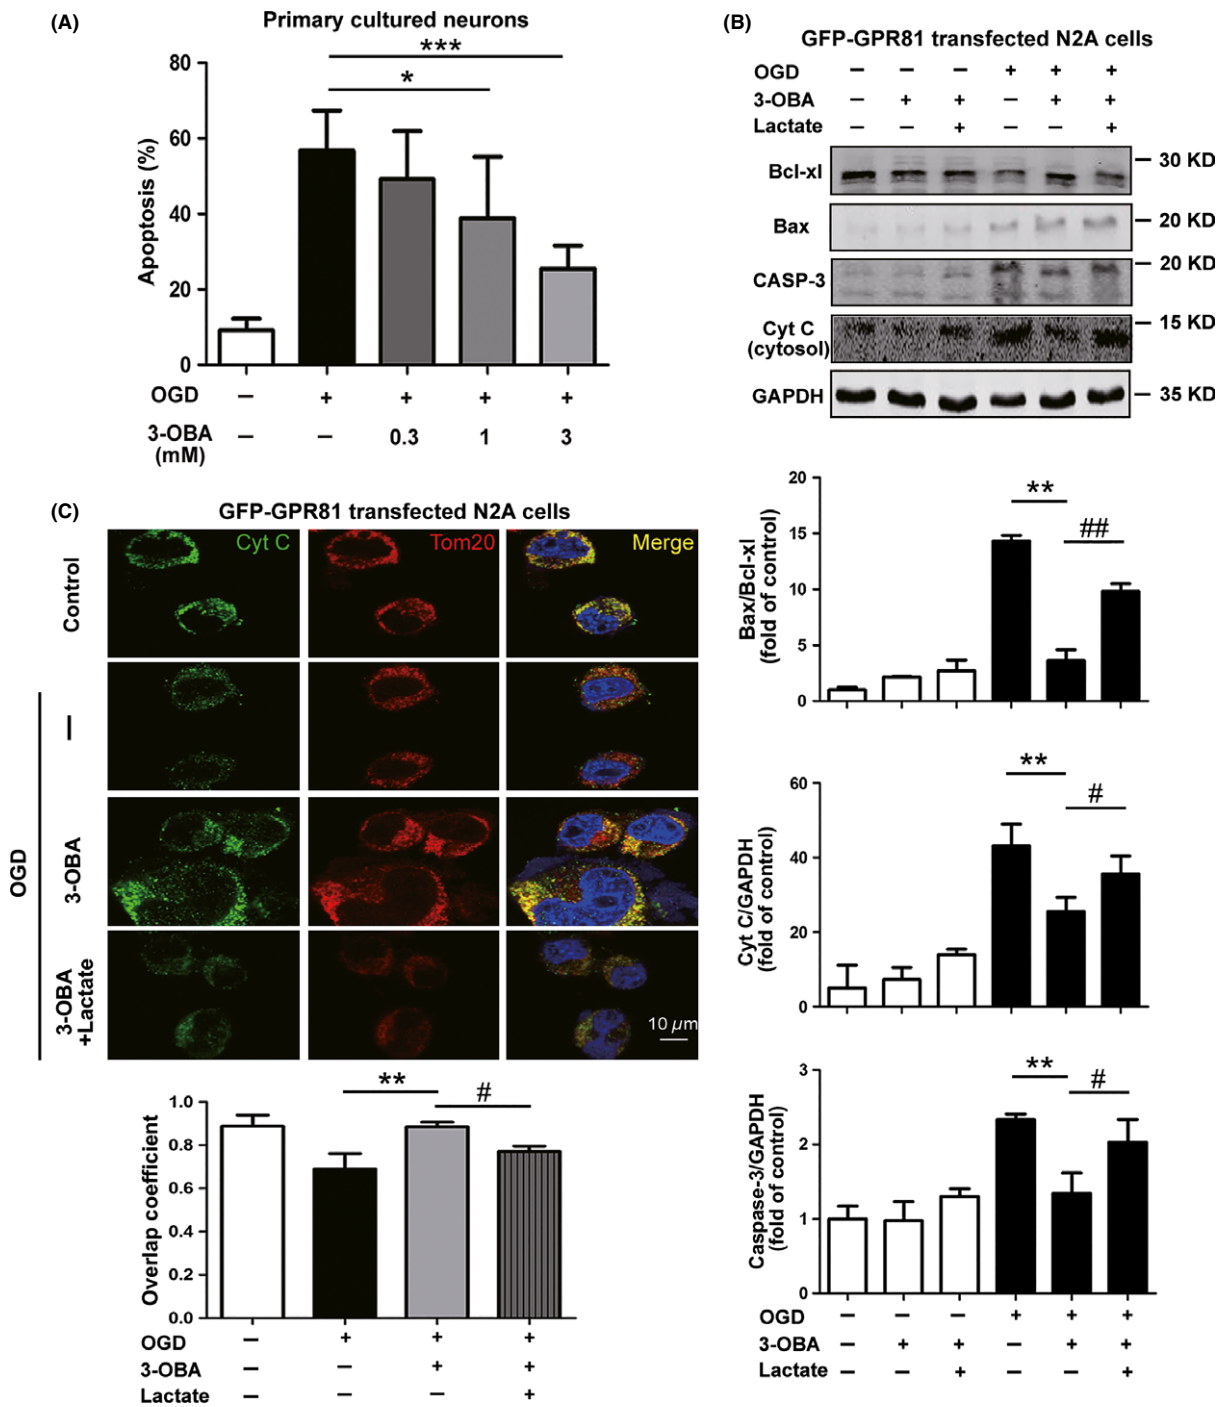 (A)
Primary cultured neurons
***
*
80
60
40
20
0
Apoptosis (%)
OGD – + + + +
3-OBA – – 0.3 1 3
(mM)
(B)
GFP-GPR81 transfected N2A cells
OGD – – – + + +
3-OBA – + + – + +
Lactate – – + – – +
Bcl-xl
30 KD
Bax
20 KD
CASP-3
20 KD
Cyt C
(cytosol)
15 KD
GAPDH
35 KD
20
15
10
5
0
Bax/Bcl-xl
(fold of control)
**
##
60
40
20
0
Cyt C/GAPDH
(fold of control)
**
#
3
2
1
0
Caspase-3/GAPDH
(fold of control)
**
#
OGD – – – + + +
3-OBA – + + – + +
Lactate – – + – – +
(C)
GFP-GPR81 transfected N2A cells
Cyt C
Tom20
Merge
Control
OGD
–
3-OBA
3-OBA
+Lactate
10 µm
1.0
0.8
0.6
0.4
0.2
0.0
Overlap coefficient
**
#
OGD – + + +
3-OBA – – + +
Lactate – – – +